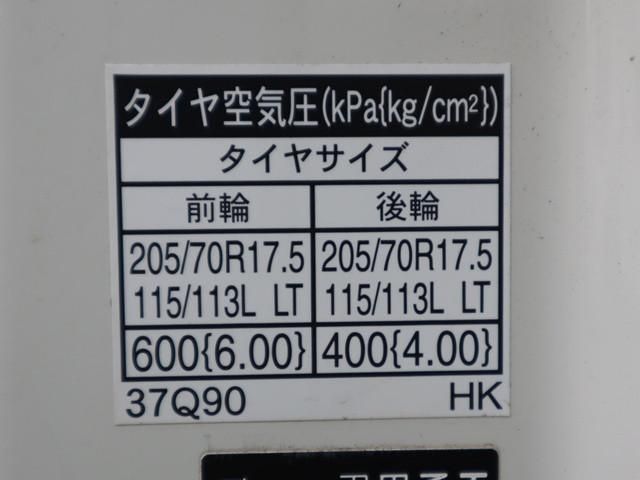 タイヤ空気圧(kPa{kg/cm²})
タイヤサイズ
前輪 後輪
205/70R17.5 205/70R17.5
115/113L LT 115/113L LT
600{6.00} 400{4.00}
37Q90 HK